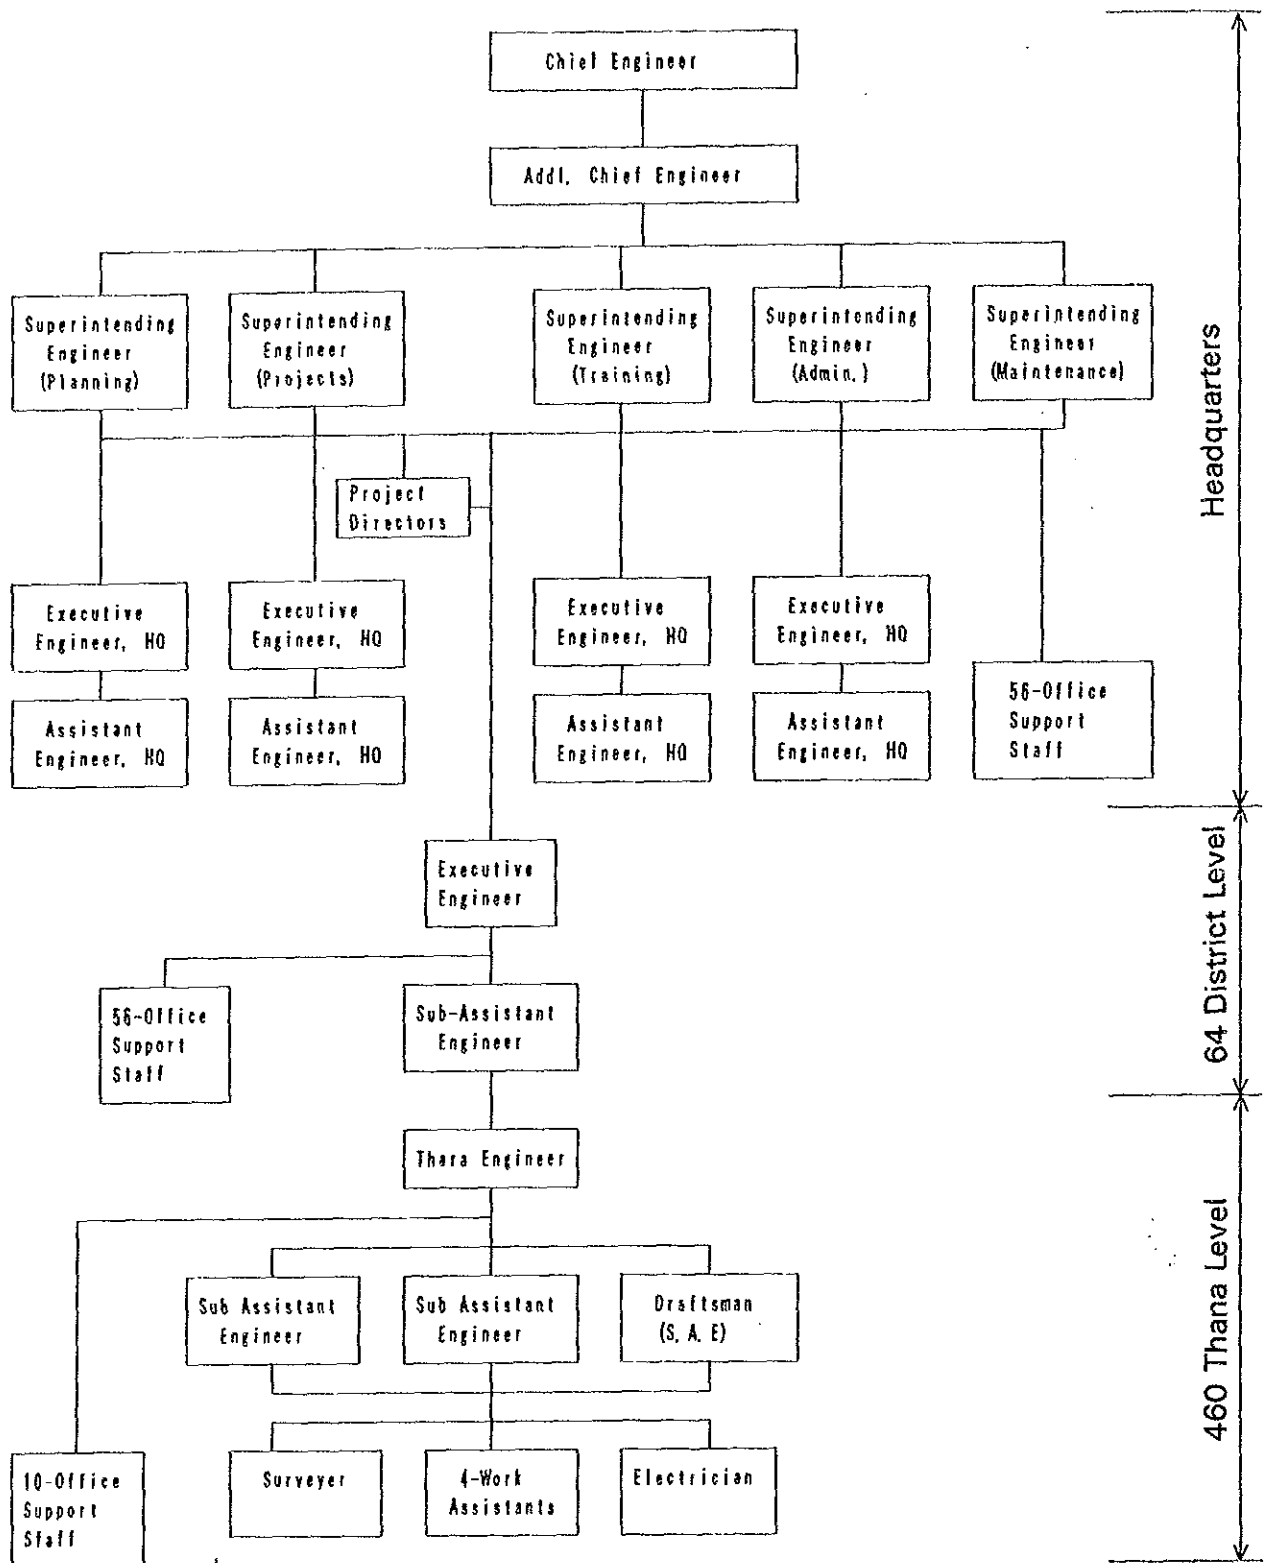 Chief Engineer
Addl. Chief Engineer
Superintending
Engineer
(Planning)
Superintending
Engineer
(Projects)
Superintending
Engineer
(Training)
Superintending
Engineer
(Admin.)
Superintending
Engineer
(Maintenance)
Project
Directors
Executive
Engineer, HQ
Executive
Engineer, HQ
Executive
Engineer, HQ
Executive
Engineer, HQ
Assistant
Engineer, HQ
Assistant
Engineer, HQ
Assistant
Engineer, HQ
Assistant
Engineer, HQ
56-Office
Support
Staff
Headquarters
Executive
Engineer
56-Office
Support
Staff
Sub-Assistant
Engineer
64 District Level
Thara Engineer
Sub Assistant
Engineer
Sub Assistant
Engineer
Draftsman
(S. A. E)
10-Office
Support
Staff
Surveyer
4-Work
Assistants
Electrician
460 Thana Level